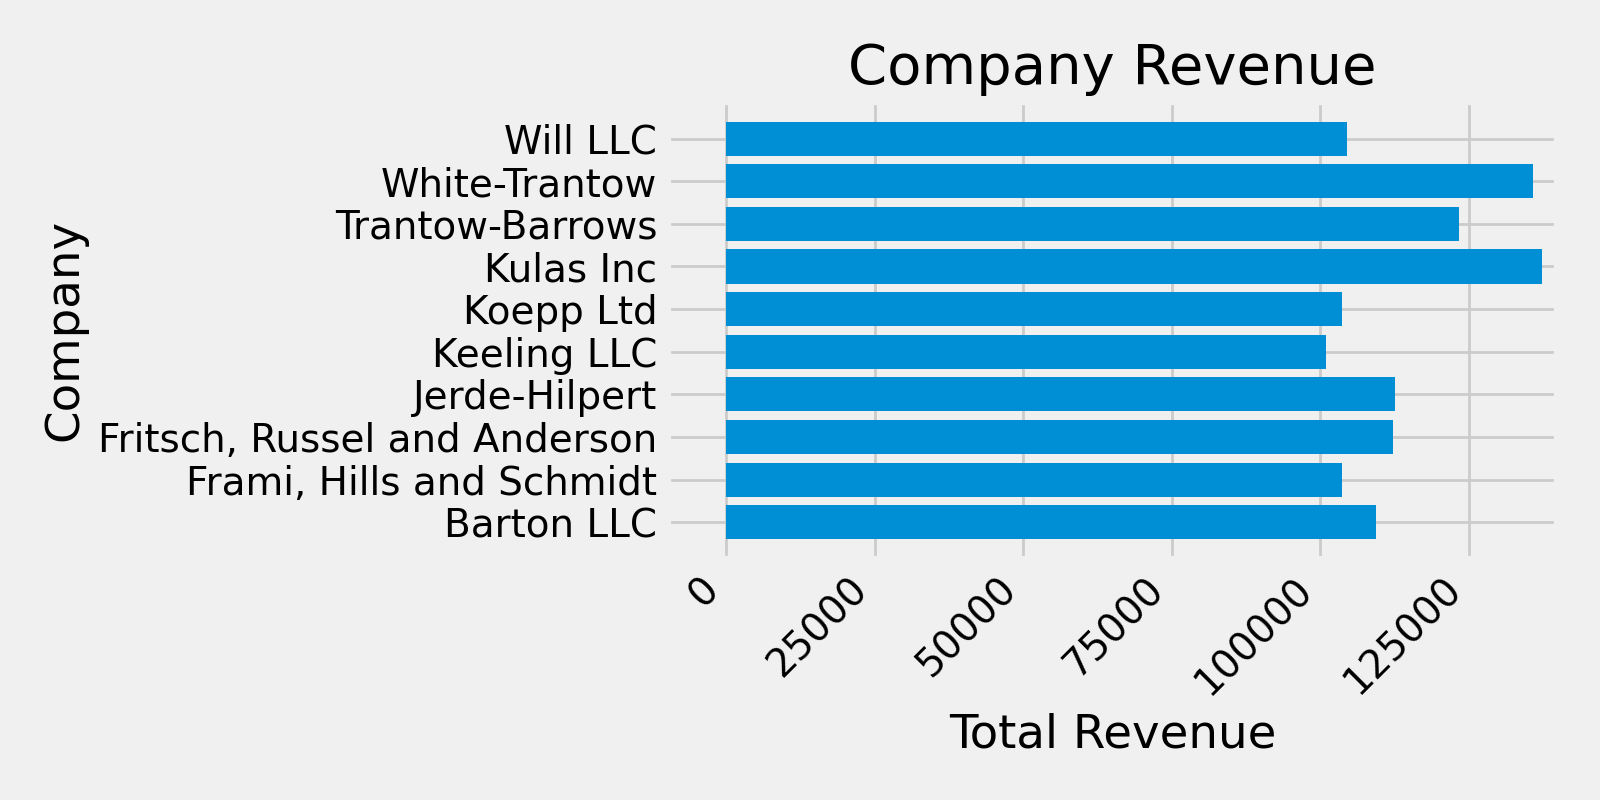 Company Revenue
Company
Will LLC
White-Trantow
Trantow-Barrows
Kulas Inc
Koepp Ltd
Keeling LLC
Jerde-Hilpert
Fritsch, Russel and Anderson
Frami, Hills and Schmidt
Barton LLC
0
25000
50000
75000
100000
125000
Total Revenue